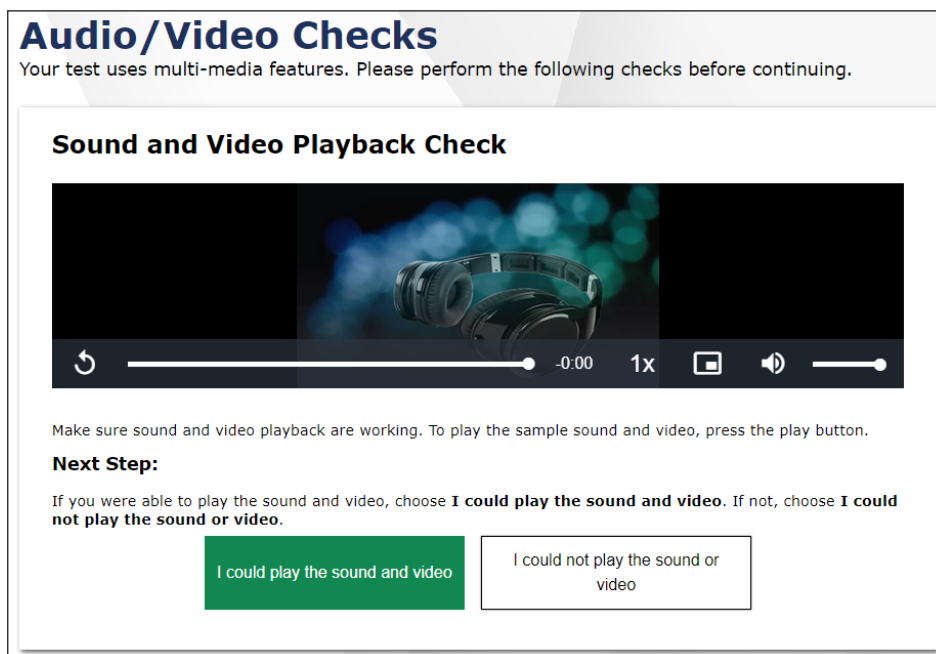 Audio/Video Checks
Your test uses multi-media features. Please perform the following checks before continuing.
Sound and Video Playback Check
-0:00
1x
Make sure sound and video playback are working. To play the sample sound and video, press the play button.
Next Step:
If you were able to play the sound and video, choose I could play the sound and video. If not, choose I could
not play the sound or video.
I could play the sound and video
I could not play the sound or
video